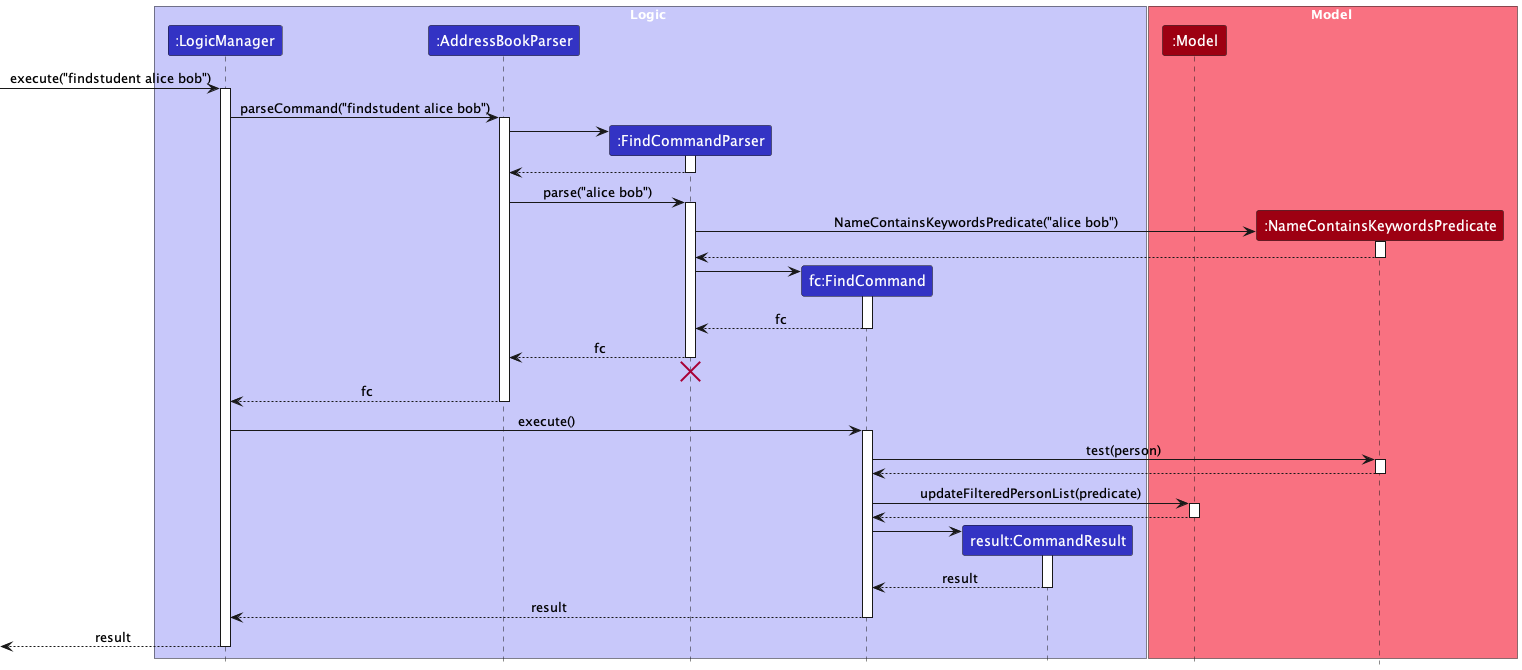 Logic
Model
:LogicManager
:AddressBookParser
:Model
execute("findstudent alice bob")
parseCommand("findstudent alice bob")
:FindCommandParser
parse("alice bob")
NameContainsKeywordsPredicate("alice bob")
:NameContainsKeywordsPredicate
fc:FindCommand
fc
fc
fc
execute()
test(person)
updateFilteredPersonList(predicate)
result:CommandResult
result
result
result